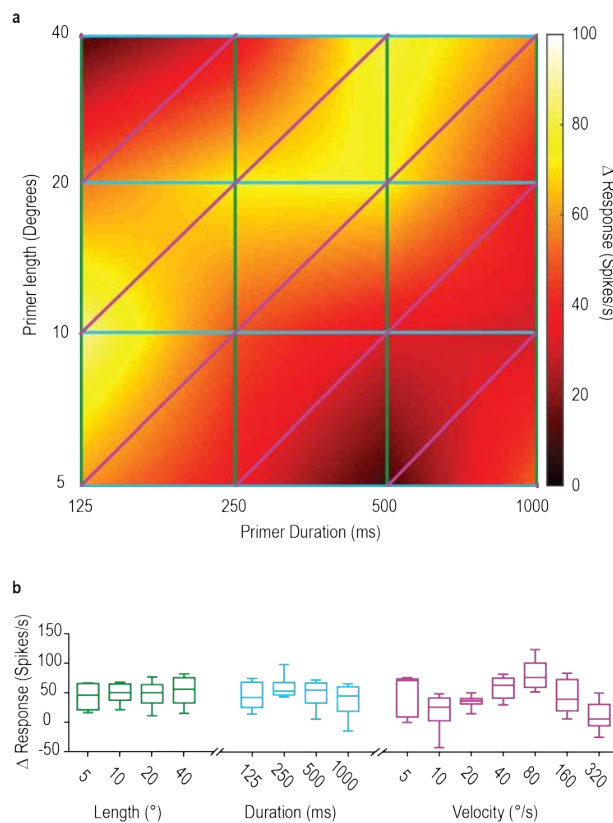 a
40
20
10
5
Primer length (Degrees)
125 250 500 1000
Primer Duration (ms)
100
80
60
40
20
0
Δ Response (Spikes/s)
b
Δ Response (Spikes/s)
150
100
50
0
-50
5 10 20 40 125 250 500 1000 5 10 20 40 80 160 320
Length (°) Duration (ms) Velocity (°/s)